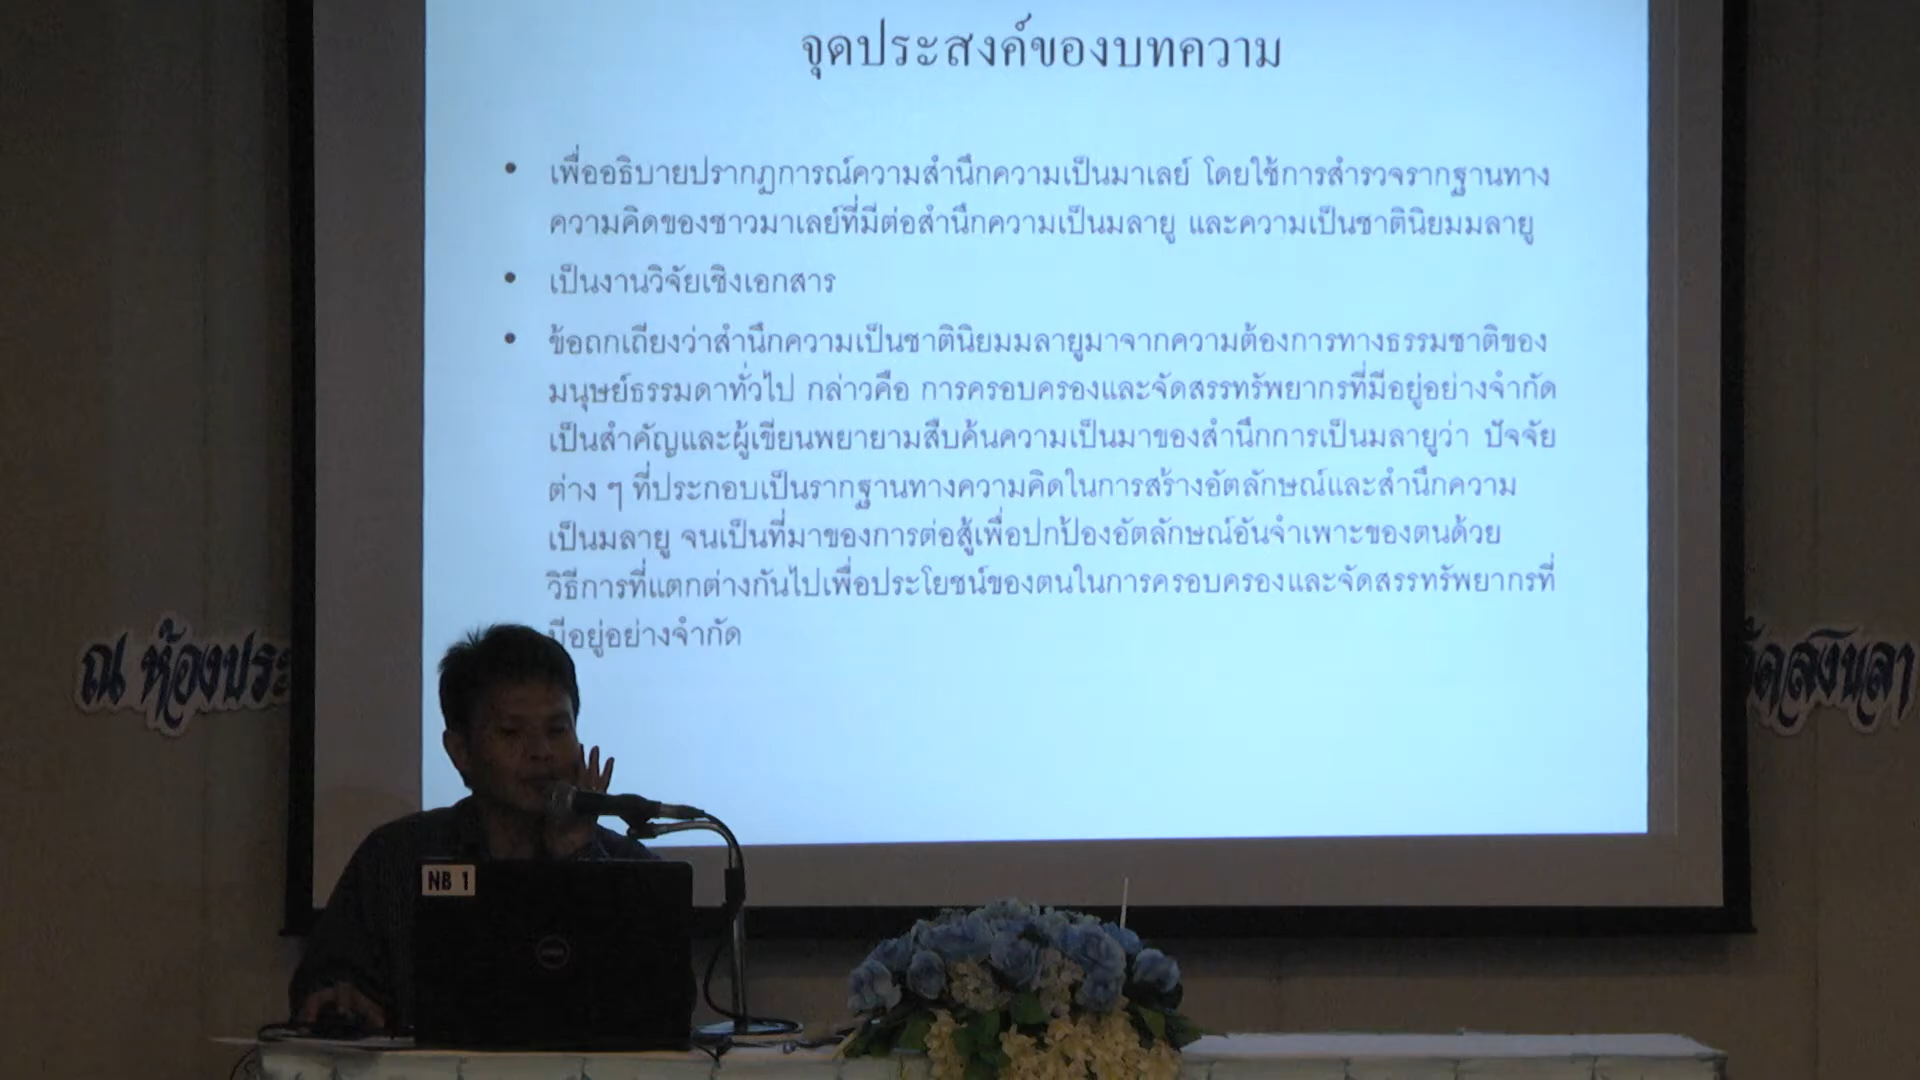 จุดประสงค์ของบทความ
• เพื่ออธิบายปรากฏการณ์ความสำนึกความเป็นมาเลย์ โดยใช้การสำรวจรากฐานทาง
ความคิดของชาวมาเลย์ที่มีต่อสำนึกความเป็นมลายู และความเป็นชาตินิยมมลายู
• เป็นงานวิจัยเชิงเอกสาร
• ข้อถกเถียงว่าสำนึกความเป็นชาตินิยมมลายูมาจากความต้องการทางธรรมชาติของ
มนุษย์ธรรมดาทั่วไป กล่าวคือ การครอบครองและจัดสรรทรัพยากรที่มีอยู่อย่างจำกัด
เป็นสำคัญและผู้เขียนพยายามสืบค้นความเป็นมาของสำนึกการเป็นมลายูว่า ปัจจัย
ต่าง ๆ ที่ประกอบเป็นรากฐานทางความคิดในการสร้างอัตลักษณ์และสำนึกความ
เป็นมลายู จนเป็นที่มาของการต่อสู้เพื่อปกป้องอัตลักษณ์อันจำเพาะของตนด้วย
วิธีการที่แตกต่างกันไปเพื่อประโยชน์ของตนในการครอบครองและจัดสรรทรัพยากรที่
มีอยู่อย่างจำกัด
ณ ห้องประ
ัดสงขลา
NB 1